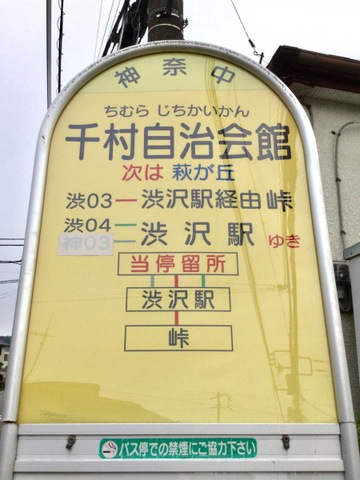 神奈中
ちむら じちかいかん
千村自治会館
次は 萩が丘
渋03ー渋沢駅経由峠
渋04ー
神03ー 渋沢駅 ゆき
当停留所
渋沢駅
峠
バス停での禁煙にご協力下さい